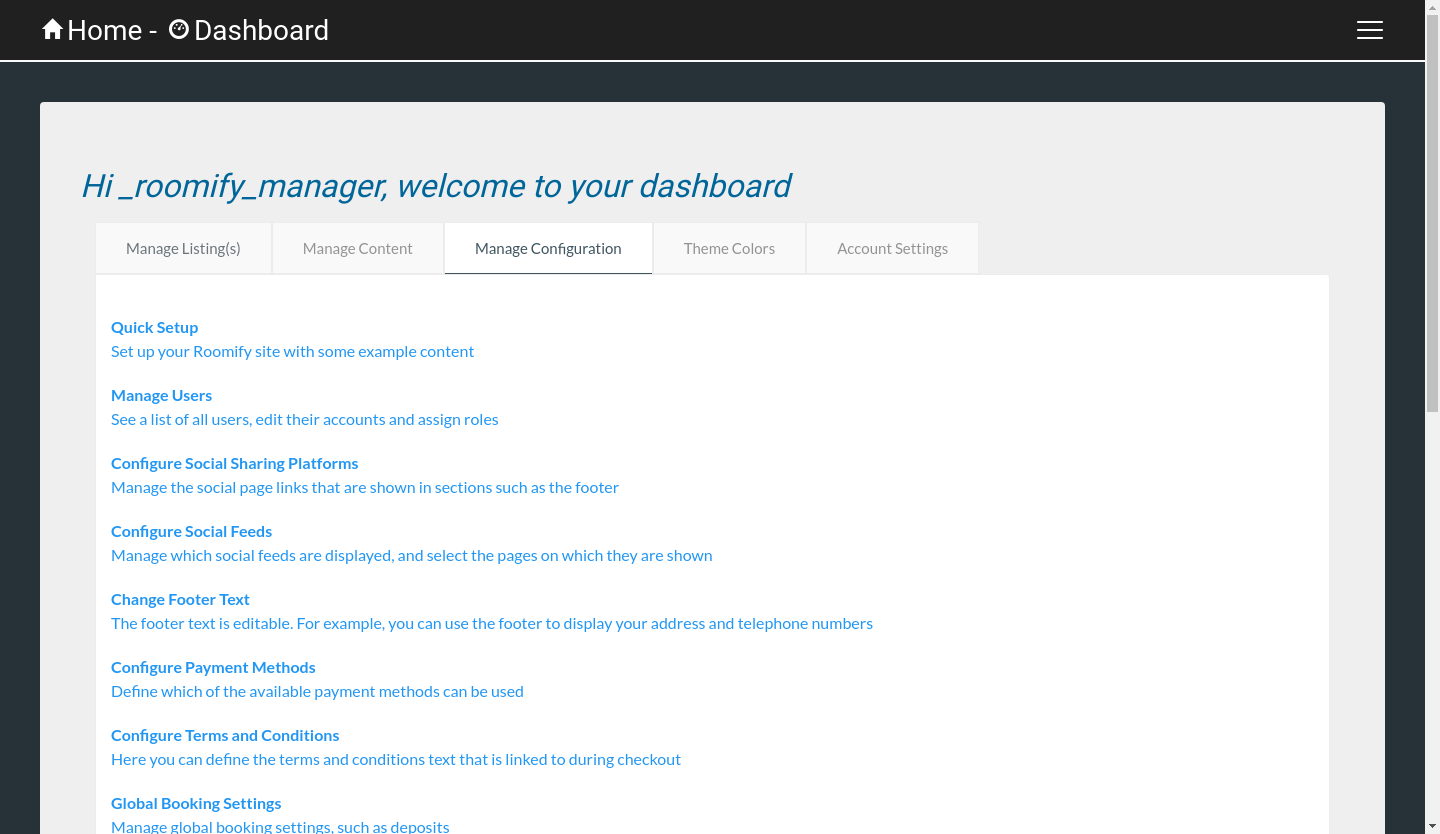 Home - Dashboard
Hi _roomify_manager, welcome to your dashboard
Manage Listing(s) Manage Content Manage Configuration Theme Colors Account Settings
Quick Setup
Set up your Roomify site with some example content
Manage Users
See a list of all users, edit their accounts and assign roles
Configure Social Sharing Platforms
Manage the social page links that are shown in sections such as the footer
Configure Social Feeds
Manage which social feeds are displayed, and select the pages on which they are shown
Change Footer Text
The footer text is editable. For example, you can use the footer to display your address and telephone numbers
Configure Payment Methods
Define which of the available payment methods can be used
Configure Terms and Conditions
Here you can define the terms and conditions text that is linked to during checkout
Global Booking Settings
Manage global booking settings, such as deposits